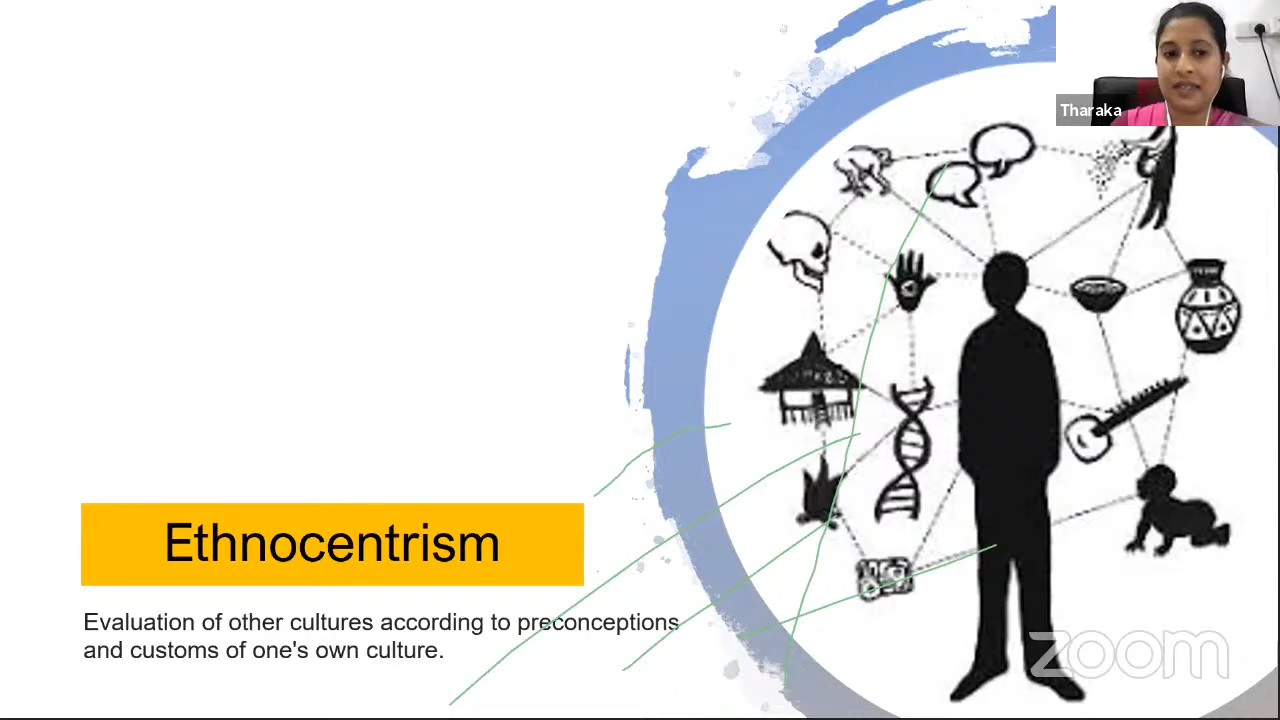 Tharaka
Ethnocentrism
Evaluation of other cultures according to preconceptions
and customs of one's own culture.
zoom